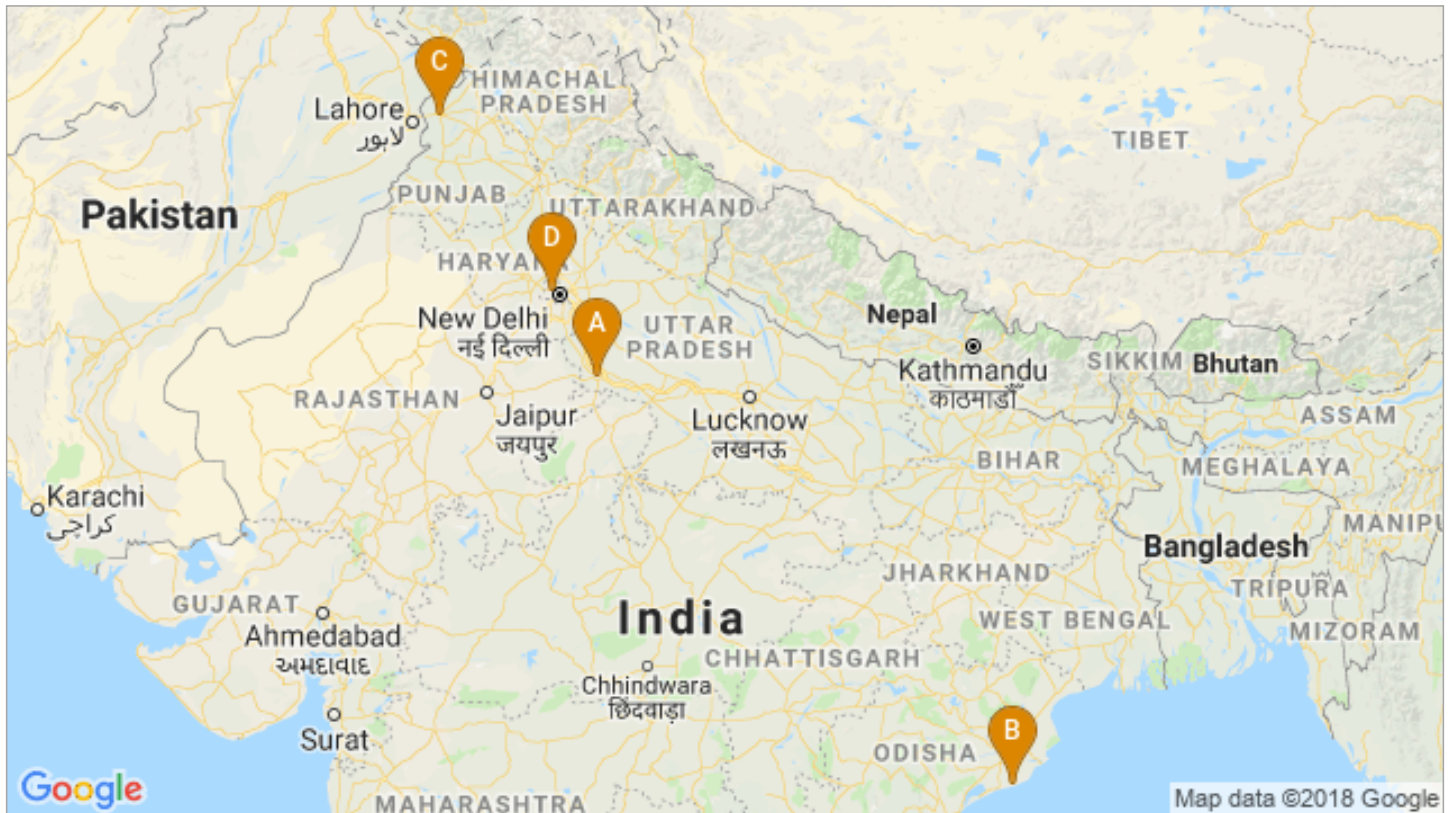 C
HIMACHAL
PRADESH
Lahore
لاہور
TIBET
PUNJAB
UTTARAKHAND
Pakistan
D
HARYANA
New Delhi
नई दिल्ली
A
UTTAR
PRADESH
Nepal
Kathmandu
काठमाडौँ
SIKKIM
Bhutan
RAJASTHAN
Jaipur
जयपुर
Lucknow
लखनऊ
ASSAM
BIHAR
MEGHALAYA
Karachi
کراچی
MANIPU
Bangladesh
JHARKHAND
TRIPURA
GUJARAT
India
WEST BENGAL
MIZORAM
Ahmedabad
અમદાવાદ
CHHATTISGARH
Chhindwara
छिंदवाड़ा
Surat
B
ODISHA
Google
MAHARASHTRA
Map data ©2018 Google